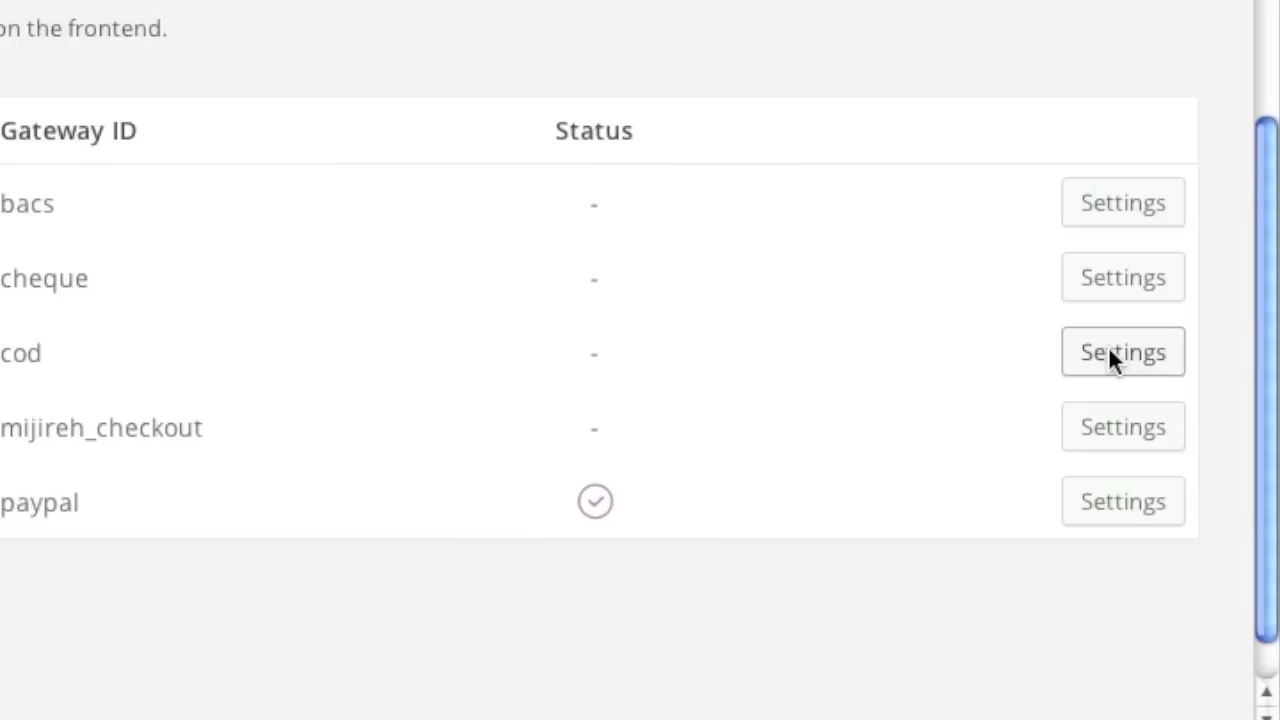 on the frontend.
Gateway ID Status
bacs - Settings
cheque - Settings
cod - Settings
mijireh_checkout - Settings
paypal Settings